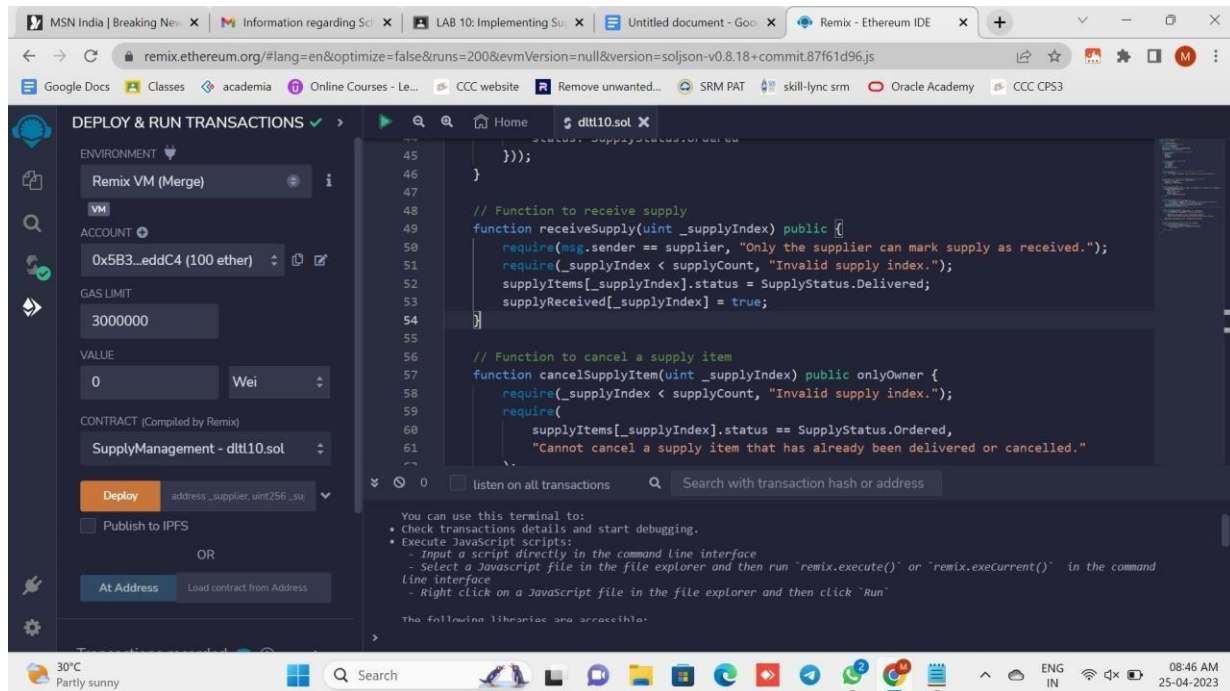 MSN India | Breaking New
Information regarding Sch
LAB 10: Implementing Su
Untitled document - Goo
Remix - Ethereum IDE
remix.ethereum.org/#lang=en&optimize=false&runs=200&evmVersion=null&version=soljson-v0.8.18+commit.87f61d96.js
M
Google Docs
Classes
academia
Online Courses - Le...
CCC website
Remove unwanted...
SRM PAT
skill-lync srm
Oracle Academy
CCC CPS3
DEPLOY & RUN TRANSACTIONS
ENVIRONMENT
Remix VM (Merge)
VM
ACCOUNT
0x5B3...eddC4 (100 ether)
GAS LIMIT
3000000
VALUE
0
Wei
CONTRACT (Compiled by Remix)
SupplyManagement - dltl10.sol
Deploy
address _supplier, uint256 _su
Publish to IPFS
OR
At Address
Load contract from Address
Transactions recorded
Home
dltl10.sol
44 status: SupplyStatus.Ordered
45 }));
46 }
47
48 // Function to receive supply
49 function receiveSupply(uint _supplyIndex) public {
50 require(msg.sender == supplier, "Only the supplier can mark supply as received.");
51 require(_supplyIndex < supplyCount, "Invalid supply index.");
52 supplyItems[_supplyIndex].status = SupplyStatus.Delivered;
53 supplyReceived[_supplyIndex] = true;
54 }
55
56 // Function to cancel a supply item
57 function cancelSupplyItem(uint _supplyIndex) public onlyOwner {
58 require(_supplyIndex < supplyCount, "Invalid supply index.");
59 require(
60 supplyItems[_supplyIndex].status == SupplyStatus.Ordered,
61 "Cannot cancel a supply item that has already been delivered or cancelled."
62 );
0
listen on all transactions
Search with transaction hash or address
You can use this terminal to:
• Check transactions details and start debugging.
• Execute JavaScript scripts:
- Input a script directly in the command line interface
- Select a Javascript file in the file explorer and then run `remix.execute()` or `remix.exeCurrent()` in the command
line interface
- Right click on a JavaScript file in the file explorer and then click `Run`
The following libraries are accessible:
>
30°C
Partly sunny
Search
2
ENG
IN
08:46 AM
25-04-2023